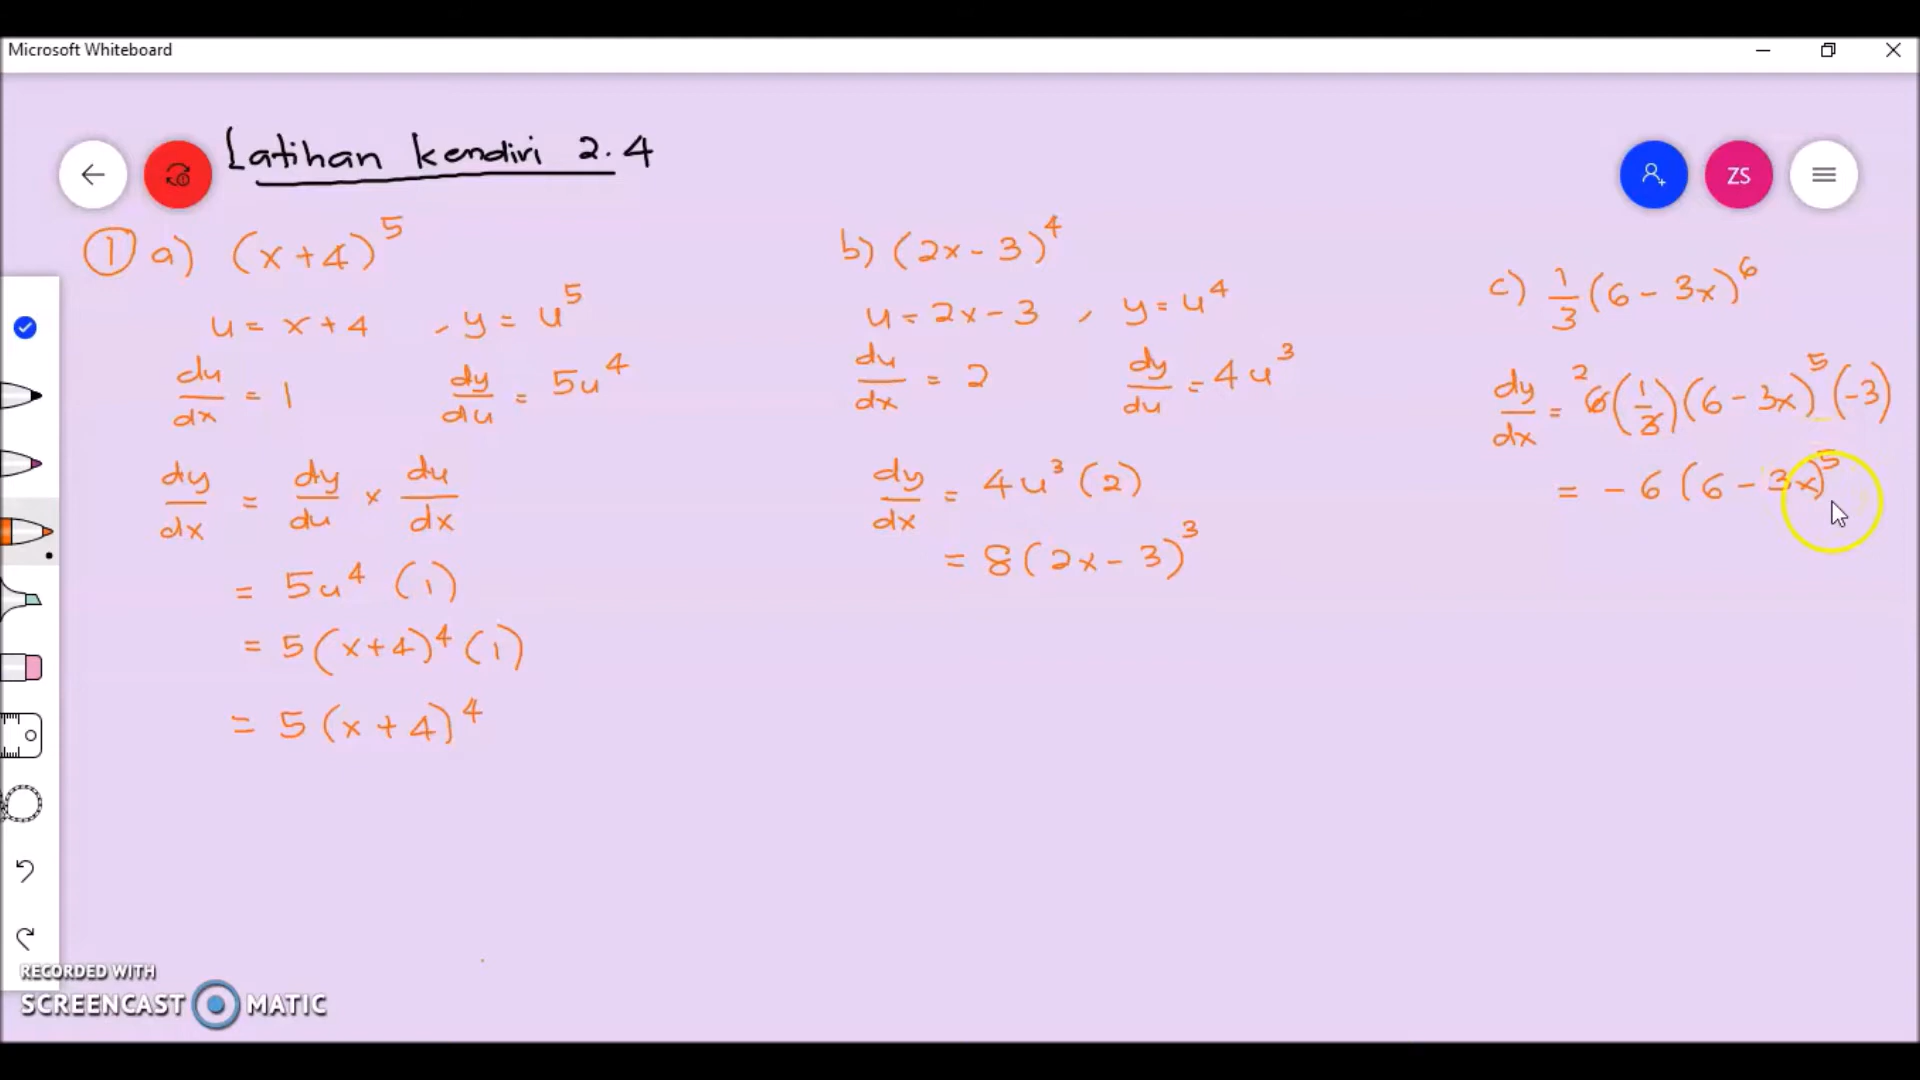 Microsoft Whiteboard
Latihan kendiri 2.4
ZS
① a) (x+4)^5
u = x+4 , y = u^5
du/dx = 1 dy/du = 5u^4
dy/dx = dy/du × du/dx
= 5u^4 (1)
= 5(x+4)^4 (1)
= 5(x+4)^4
b) (2x-3)^4
u = 2x-3 , y = u^4
du/dx = 2 dy/du = 4u^3
dy/dx = 4u^3 (2)
= 8(2x-3)^3
c) 1/3 (6-3x)^6
dy/dx = 2 6(1/3)(6-3x)^5 (-3)
= -6 (6-3x)^5
RECORDED WITH
SCREENCAST MATIC